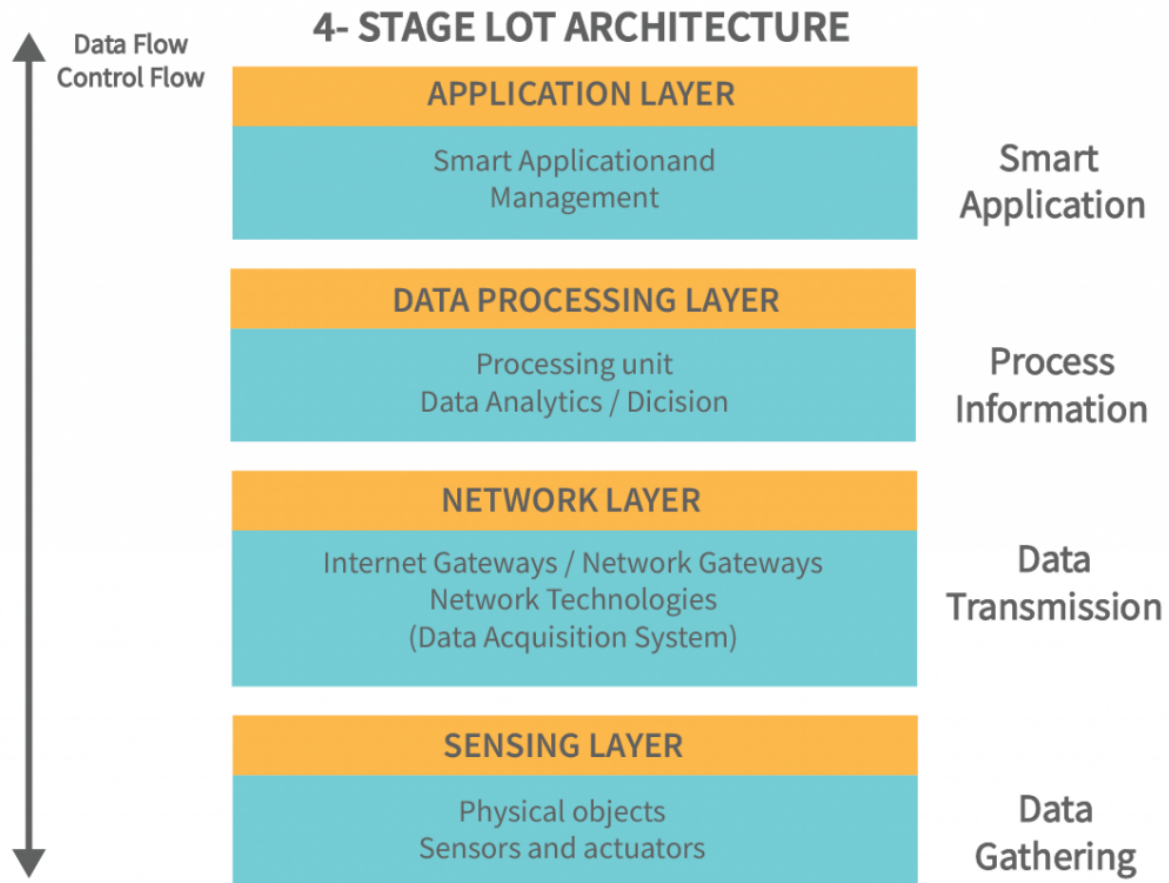 4- STAGE LOT ARCHITECTURE
Data Flow
Control Flow
APPLICATION LAYER
Smart Applicationand
Management
Smart
Application
DATA PROCESSING LAYER
Processing unit
Data Analytics / Dicision
Process
Information
NETWORK LAYER
Internet Gateways / Network Gateways
Network Technologies
(Data Acquisition System)
Data
Transmission
SENSING LAYER
Physical objects
Sensors and actuators
Data
Gathering